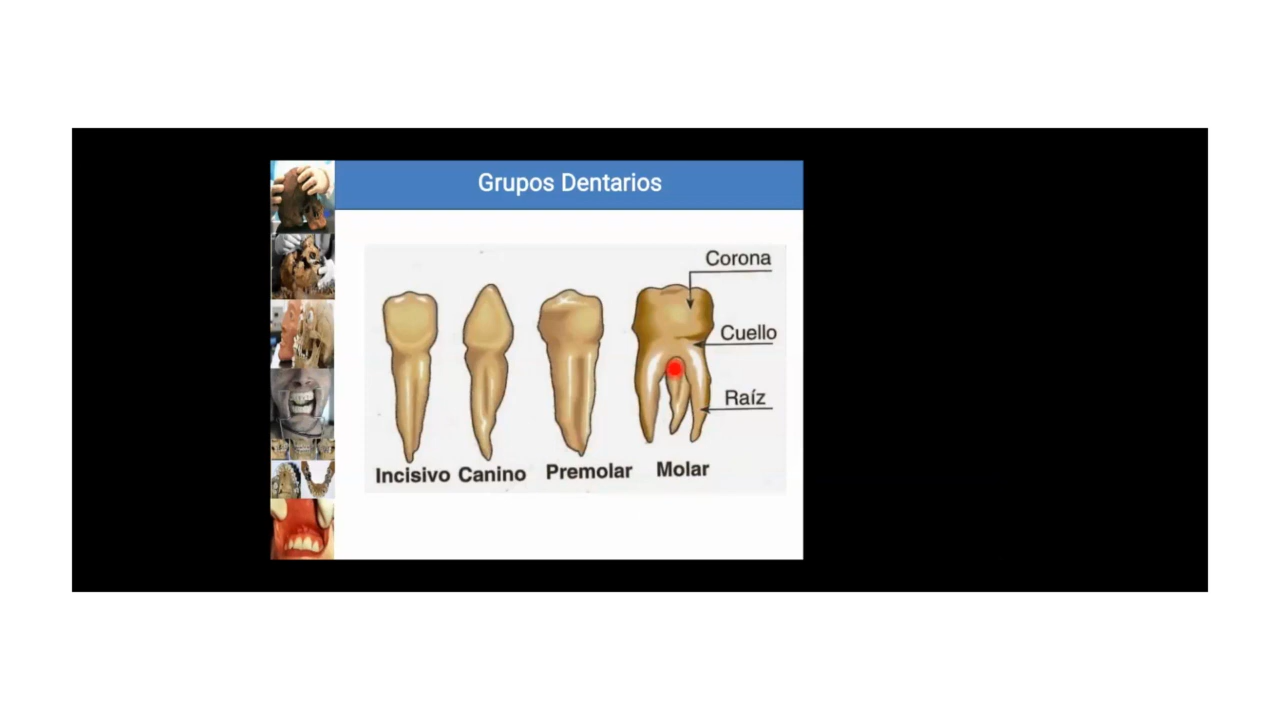 Grupos Dentarios
Corona
Cuello
Raíz
Incisivo Canino Premolar Molar